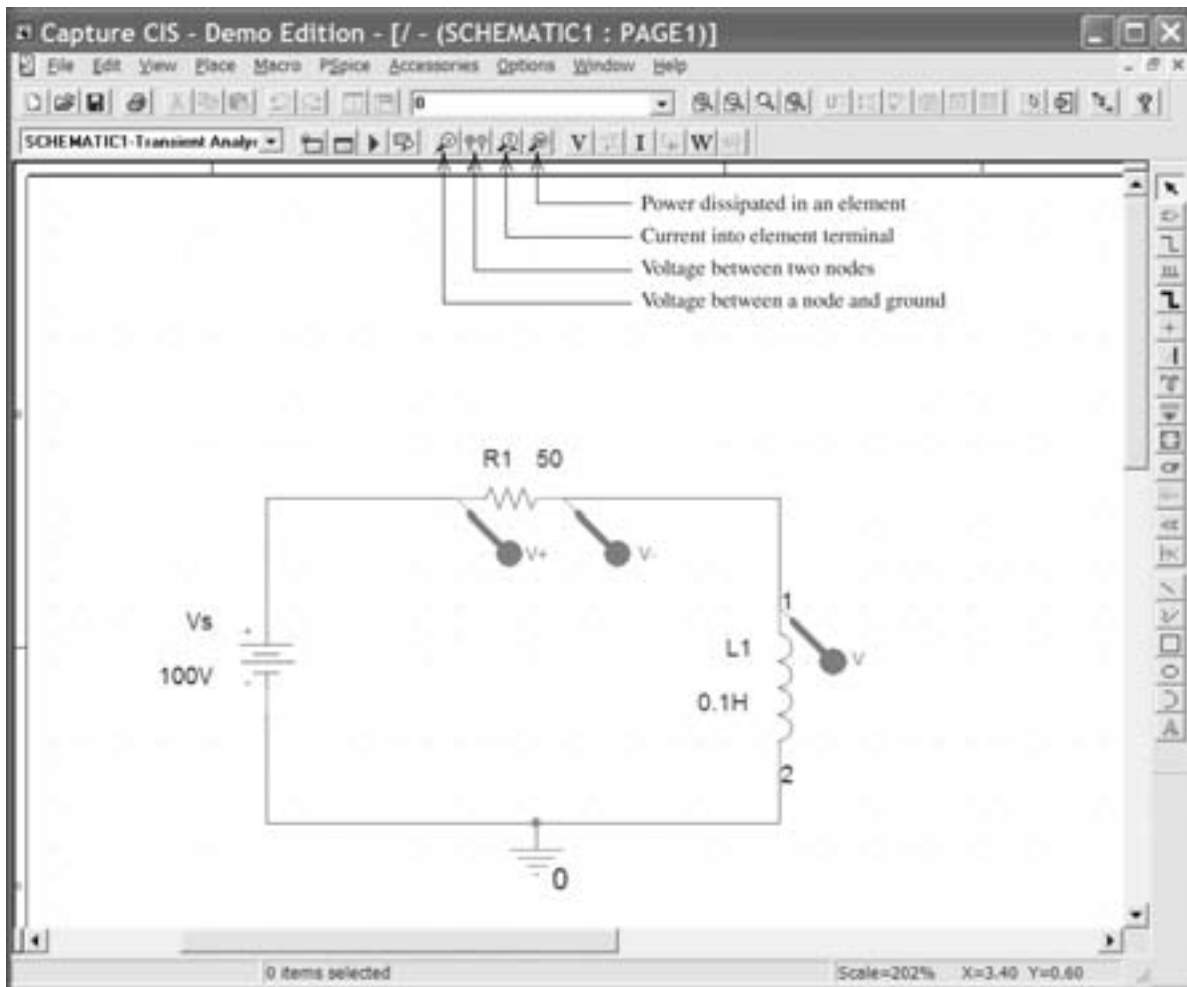 Capture CIS - Demo Edition - [/ - (SCHEMATIC1 : PAGE1)]
File Edit View Place Macro PSpice Accessories Options Window Help
0
SCHEMATIC1-Transient Analy
V I W
Power dissipated in an element
Current into element terminal
Voltage between two nodes
Voltage between a node and ground
R1 50
V+ V-
Vs
+
100V
-
1
L1
V
0.1H
2
0
0 items selected Scale=202% X=3.40 Y=0.60